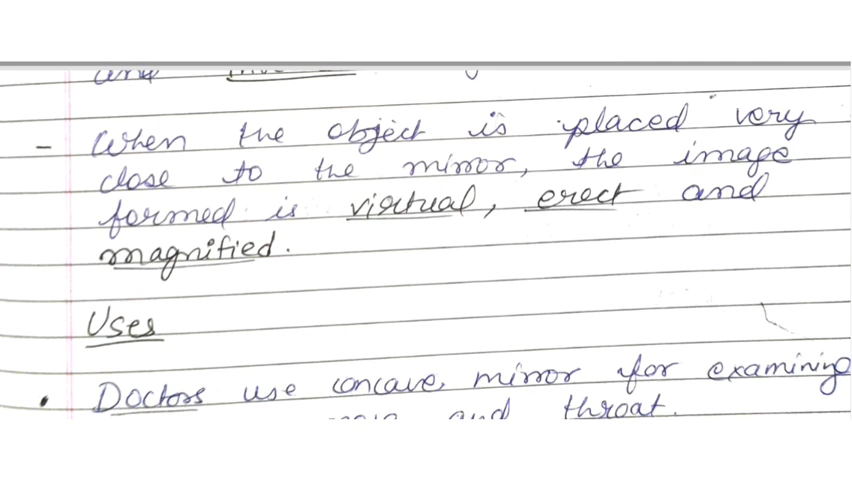 - When the object is placed very
close to the mirror, the image
formed is virtual, erect and
magnified.
Uses
• Doctors use concave mirror for examining
and throat.